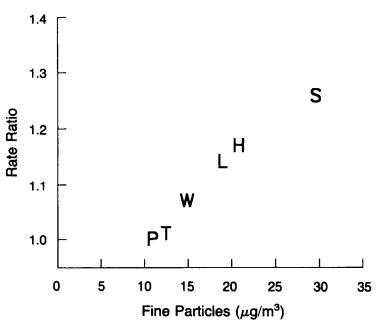 1.4
1.3
S
1.2
H
L
1.1
W
T
1.0
P
Rate Ratio
0 5 10 15 20 25 30 35
Fine Particles (μg/m³)